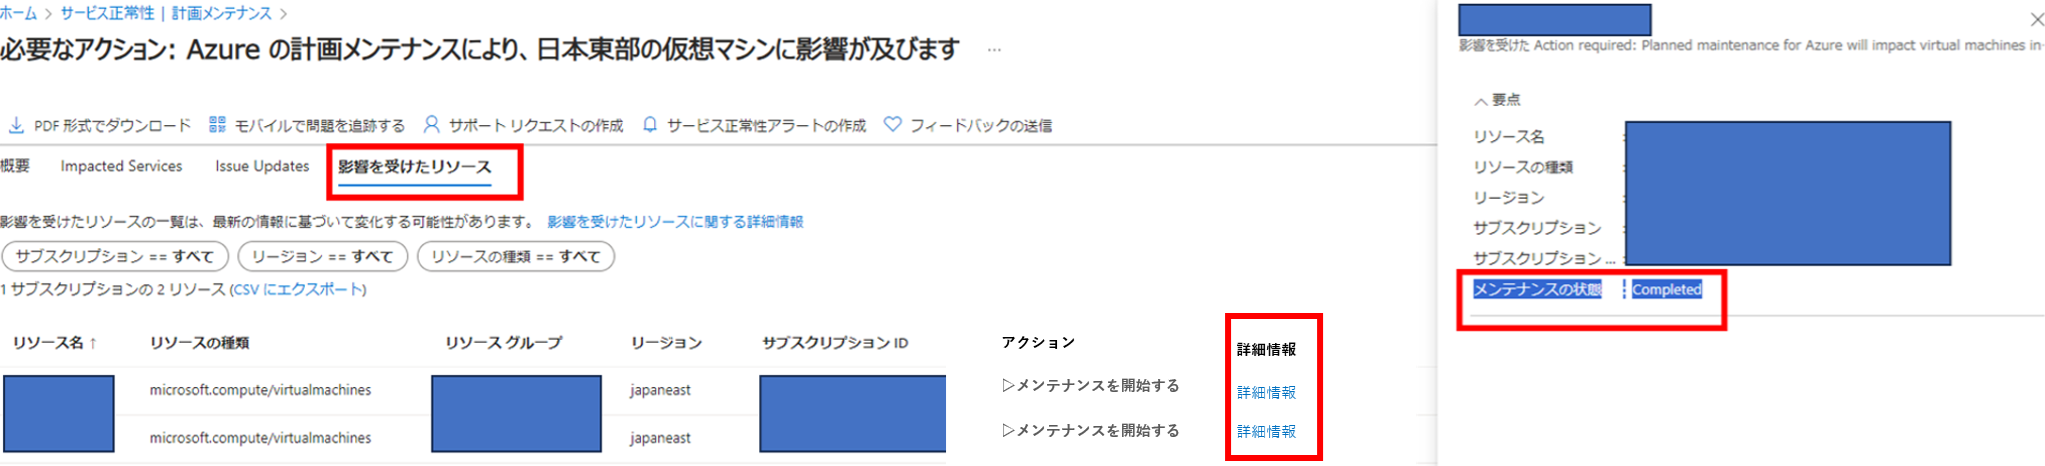 ホーム > サービス正常性 | 計画メンテナンス >
必要なアクション: Azure の計画メンテナンスにより、日本東部の仮想マシンに影響が及びます ...
PDF 形式でダウンロード モバイルで問題を追跡する サポート リクエストの作成 サービス正常性アラートの作成 フィードバックの送信
概要 Impacted Services Issue Updates 影響を受けたリソース
影響を受けたリソースの一覧は、最新の情報に基づいて変化する可能性があります。 影響を受けたリソースに関する詳細情報
サブスクリプション == すべて リージョン == すべて リソースの種類 == すべて
1 サブスクリプションの 2 リソース (CSV にエクスポート)
リソース名 ↑ リソースの種類 リソース グループ リージョン サブスクリプション ID アクション 詳細情報
microsoft.compute/virtualmachines japaneast ▷メンテナンスを開始する 詳細情報
microsoft.compute/virtualmachines japaneast ▷メンテナンスを開始する 詳細情報
影響を受けた Action required: Planned maintenance for Azure will impact virtual machines in
要点
リソース名 :
リソースの種類 :
リージョン :
サブスクリプション :
サブスクリプション ... :
メンテナンスの状態 : Completed